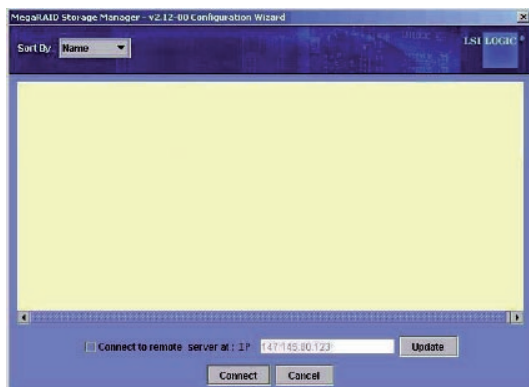 MegaRAID Storage Manager - v2.12-00 Configuration Wizard
Sort By Name
LSI LOGIC
Connect to remote server at : IP 147.145.80.123 Update
Connect Cancel